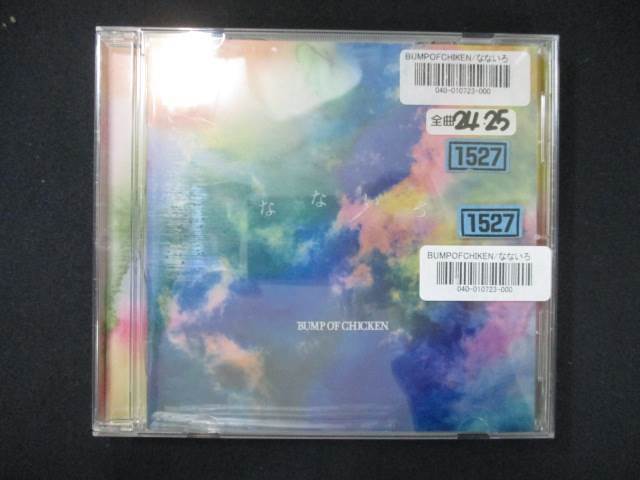 BUMPOFCHIKEN/なないろ
040-010723-000
全曲24.25
1527
なないろ
1527
BUMPOFCHIKEN/なないろ
040-010723-000
BUMP OF CHICKEN